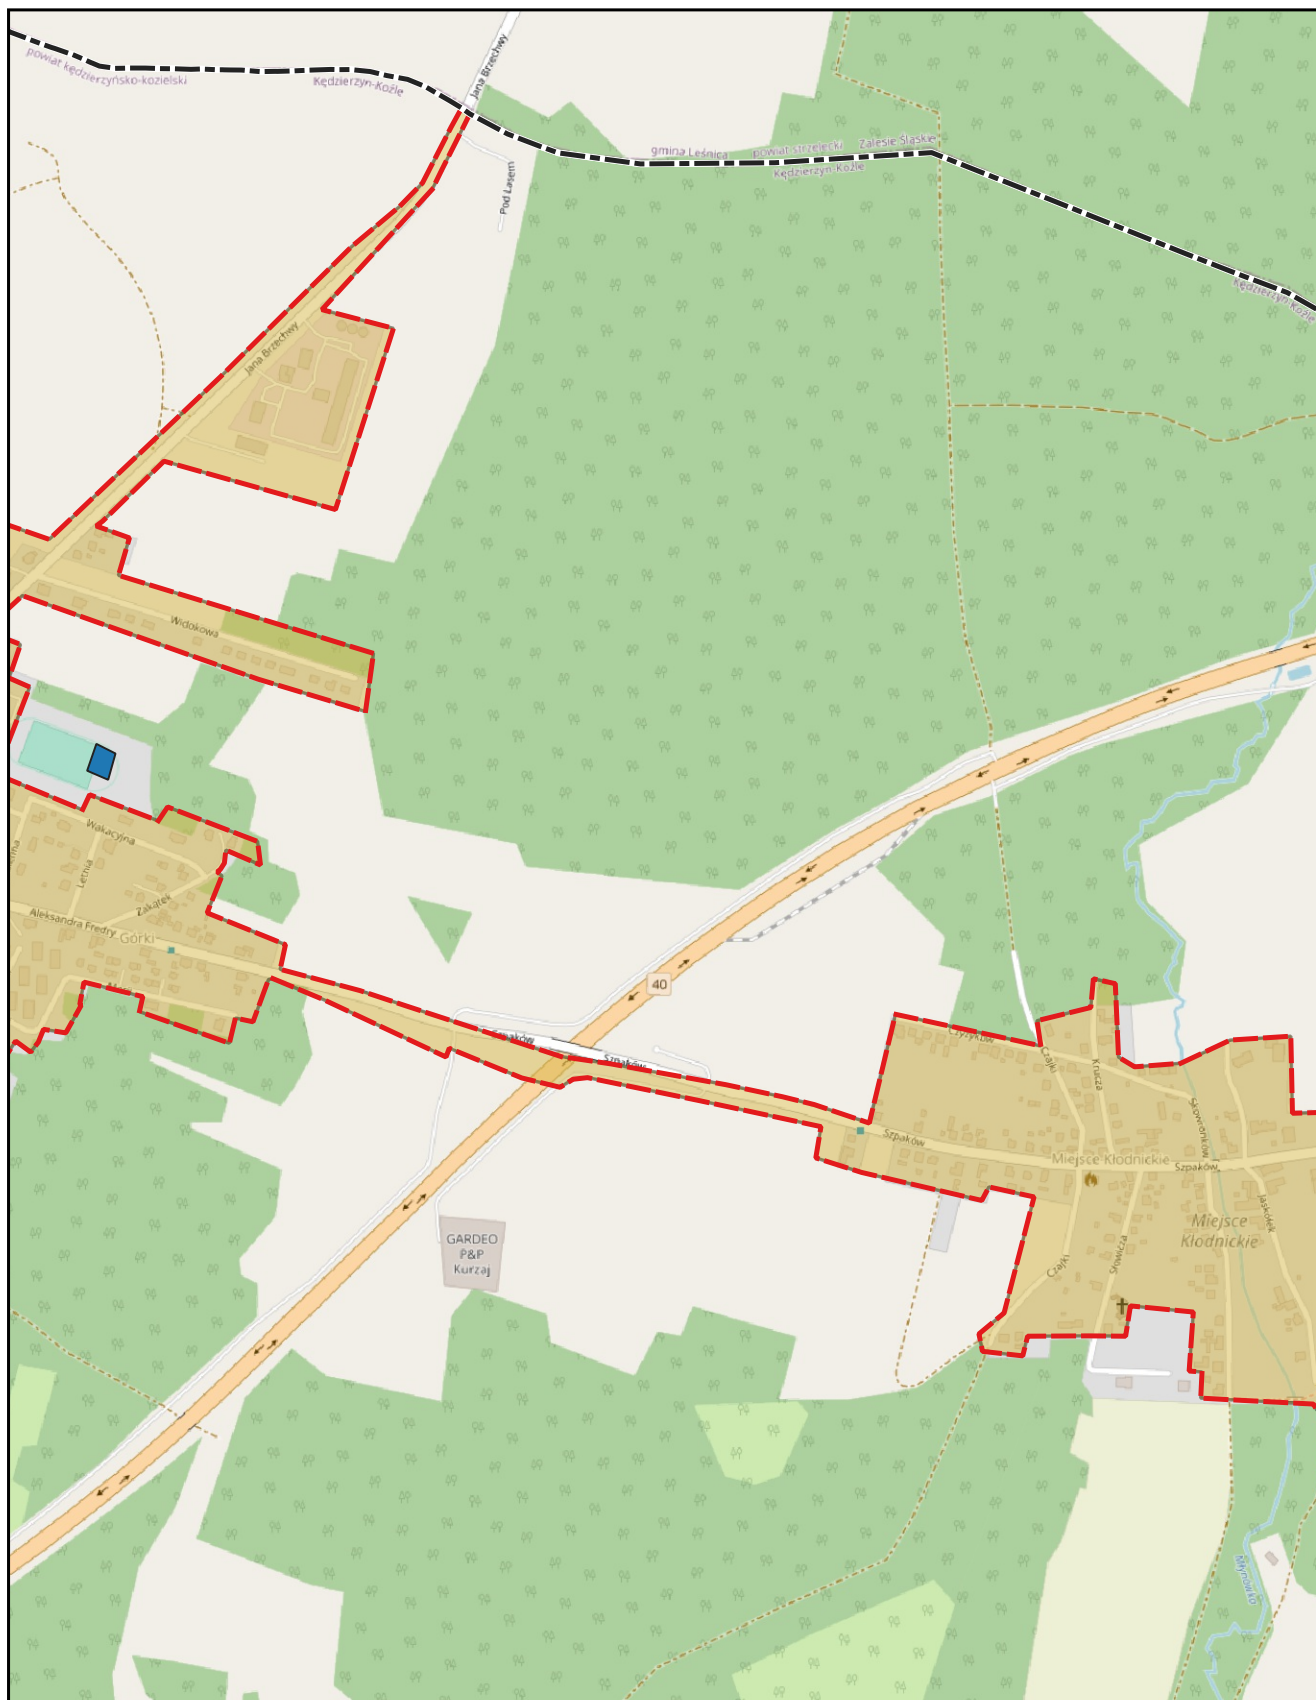 Jana Brzechwy
powiat kędzierzyńsko-kozielski
Kędzierzyn-Koźle
gmina Leśnica
powiat strzelecki
Zalesie Śląskie
Kędzierzyn-Koźle
Pod Lasem
Kędzierzyn-Koźle
Jana Brzechwy
Widokowa
Wakacyjna
Letnia
Zakątek
Aleksandra Fredry
Górki
40
Szpaków
Szpaków
Czyżyków
Czajki
Krucza
Skowronków
Szpaków
Miejsce Kłodnickie
Szpaków
Jaskółek
Miejsce
Kłodnickie
Słowicza
Czajki
GARDEO
P&P
Kurzaj
Młynówka